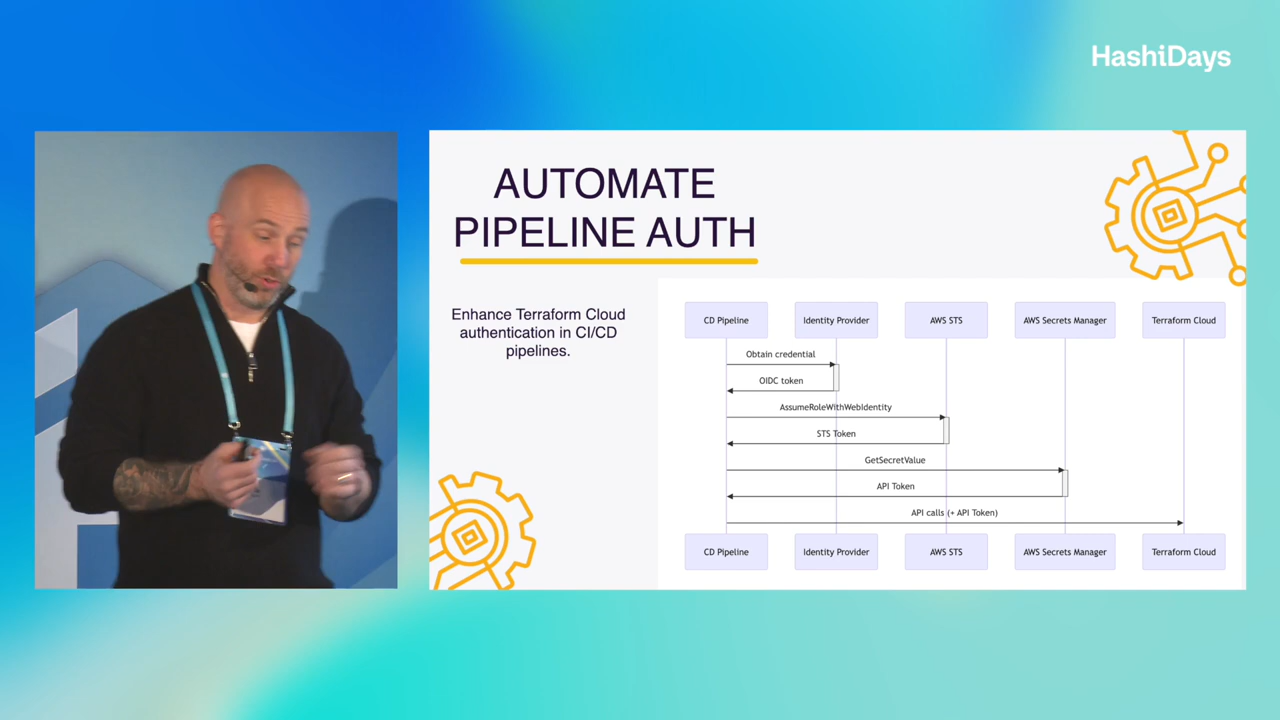 HashiDays
AUTOMATE
PIPELINE AUTH
Enhance Terraform Cloud
authentication in CI/CD
pipelines.
CD Pipeline
Identity Provider
AWS STS
AWS Secrets Manager
Terraform Cloud
Obtain credential
OIDC token
AssumeRoleWithWebIdentity
STS Token
GetSecretValue
API Token
API calls (+ API Token)
CD Pipeline
Identity Provider
AWS STS
AWS Secrets Manager
Terraform Cloud